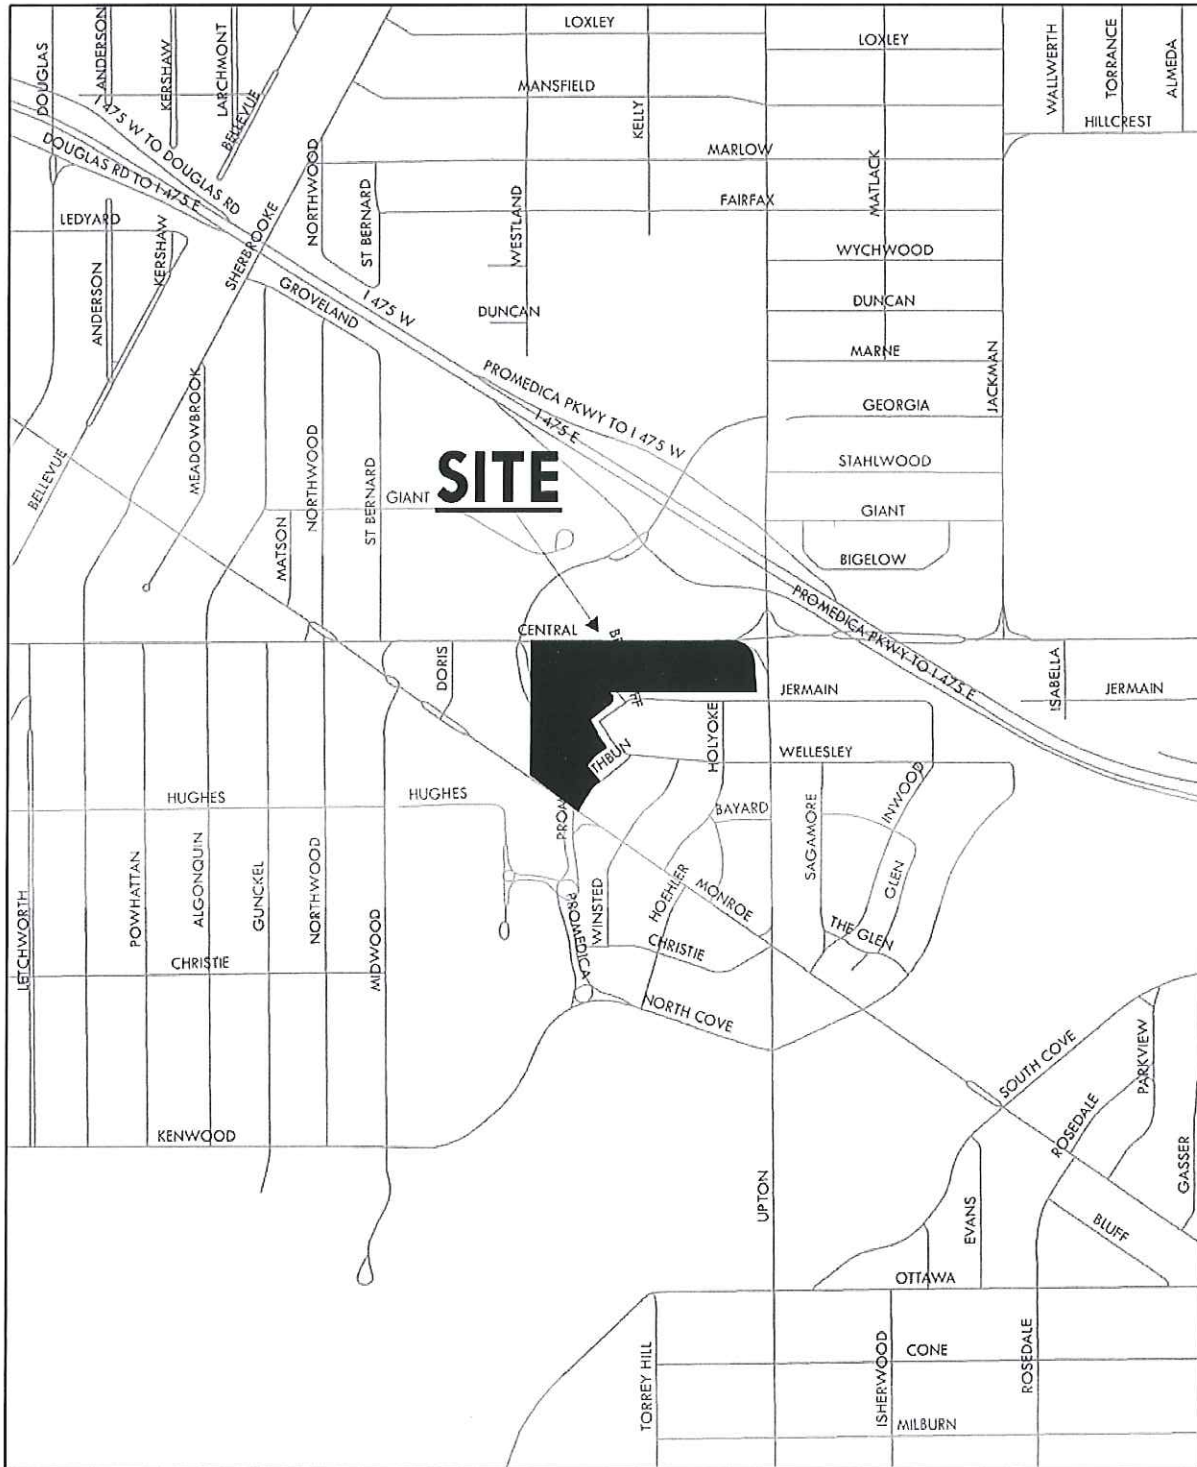 LOXLEY
LOXLEY
DOUGLAS
ANDERSON
KERSHAW
LARCHMONT
BELLEVUE
WALLWERTH
TORRANCE
ALMEDA
MANSFIELD
KELLY
HILLCREST
I 475 W TO DOUGLAS RD
DOUGLAS RD TO I-475 E
MARLOW
MATLACK
NORTHWOOD
ST BERNARD
WESTLAND
FAIRFAX
LEDYARD
KERSHAW
SHERBROOKE
WYCHWOOD
ANDERSON
GROVELAND
I 475 W
DUNCAN
DUNCAN
MARNE
JACKMAN
PROMEDICA PKWY TO I 475 W
I-475 E
GEORGIA
MEADOWBROOK
NORTHWOOD
ST BERNARD
BELLEVUE
SITE
STAHLWOOD
GIANT
GIANT
MATSON
BIGELOW
PROMEDICA PKWY TO I 475 E
CENTRAL
DORIS
ISABELLA
JERMAIN
JERMAIN
HOLYOKE
THBUN
WELLESLEY
INWOOD
HUGHES
HUGHES
BAYARD
SAGAMORE
LETCHWORTH
POWHATTAN
ALGONQUIN
GUNCKEL
NORTHWOOD
MIDWOOD
PROMEDICA
WINSTED
HOEHLER
MONROE
GLEN
THE GLEN
CHRISTIE
CHRISTIE
NORTH COVE
SOUTH COVE
PARKVIEW
ROSEDALE
GASSER
KENWOOD
UPTON
EVANS
BLUFF
OTTAWA
TORREY HILL
ISHERWOOD
CONE
ROSEDALE
MILBURN